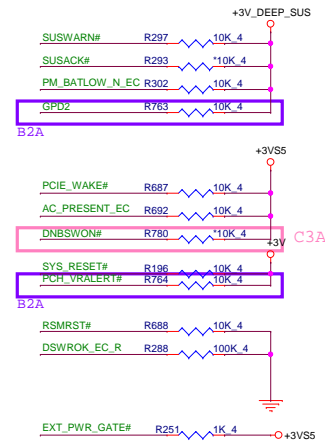 +3V_DEEP_SUS
SUSWARN# R297 10K_4
SUSACK# R293 *10K_4
PM_BATLOW_N_EC R302 10K_4
GPD2 R763 10K_4
B2A
+3VS5
PCIE_WAKE# R687 10K_4
AC_PRESENT_EC R692 10K_4
DNBSWON# R780 *10K_4 C3A
+3V
SYS_RESET# R196 10K_4
PCH_VRALERT# R764 10K_4
B2A
RSMRST# R688 10K_4
DSWROK_EC_R R288 100K_4
EXT_PWR_GATE# R251 1K_4 +3VS5